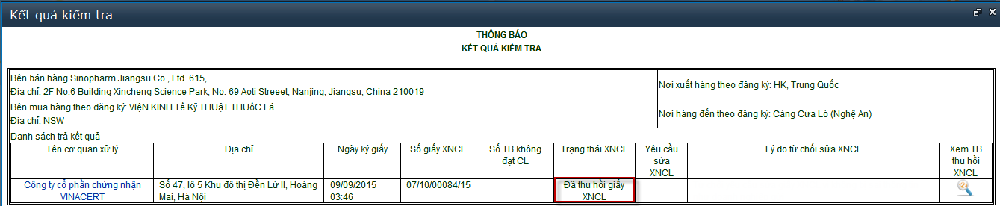 Kết quả kiểm tra
THÔNG BÁO
KẾT QUẢ KIỂM TRA
Bên bán hàng Sinopharm Jiangsu Co., Ltd. 615,
Địa chỉ: 2F No.6 Building Xincheng Science Park, No. 69 Aoti Streeet, Nanjing, Jiangsu, China 210019
Nơi xuất hàng theo đăng ký: HK, Trung Quốc
Bên mua hàng theo đăng ký: VIệN KINH Tế Kỹ THUậT THUốC Lá
Địa chỉ: NSW
Nơi hàng đến theo đăng ký: Cảng Cửa Lò (Nghệ An)
Danh sách trả kết quả
Tên cơ quan xử lý
Địa chỉ
Ngày ký giấy
Số giấy XNCL
Số TB không
đạt CL
Trạng thái XNCL
Yêu cầu
sửa
XNCL
Lý do từ chối sửa XNCL
Xem TB
thu hồi
XNCL
Công ty cổ phần chứng nhận
VINACERT
Số 47, lô 5 Khu đô thị Đền Lừ II, Hoàng
Mai, Hà Nội
09/09/2015
03:46
07/10/00084/15
Đã thu hồi giấy
XNCL